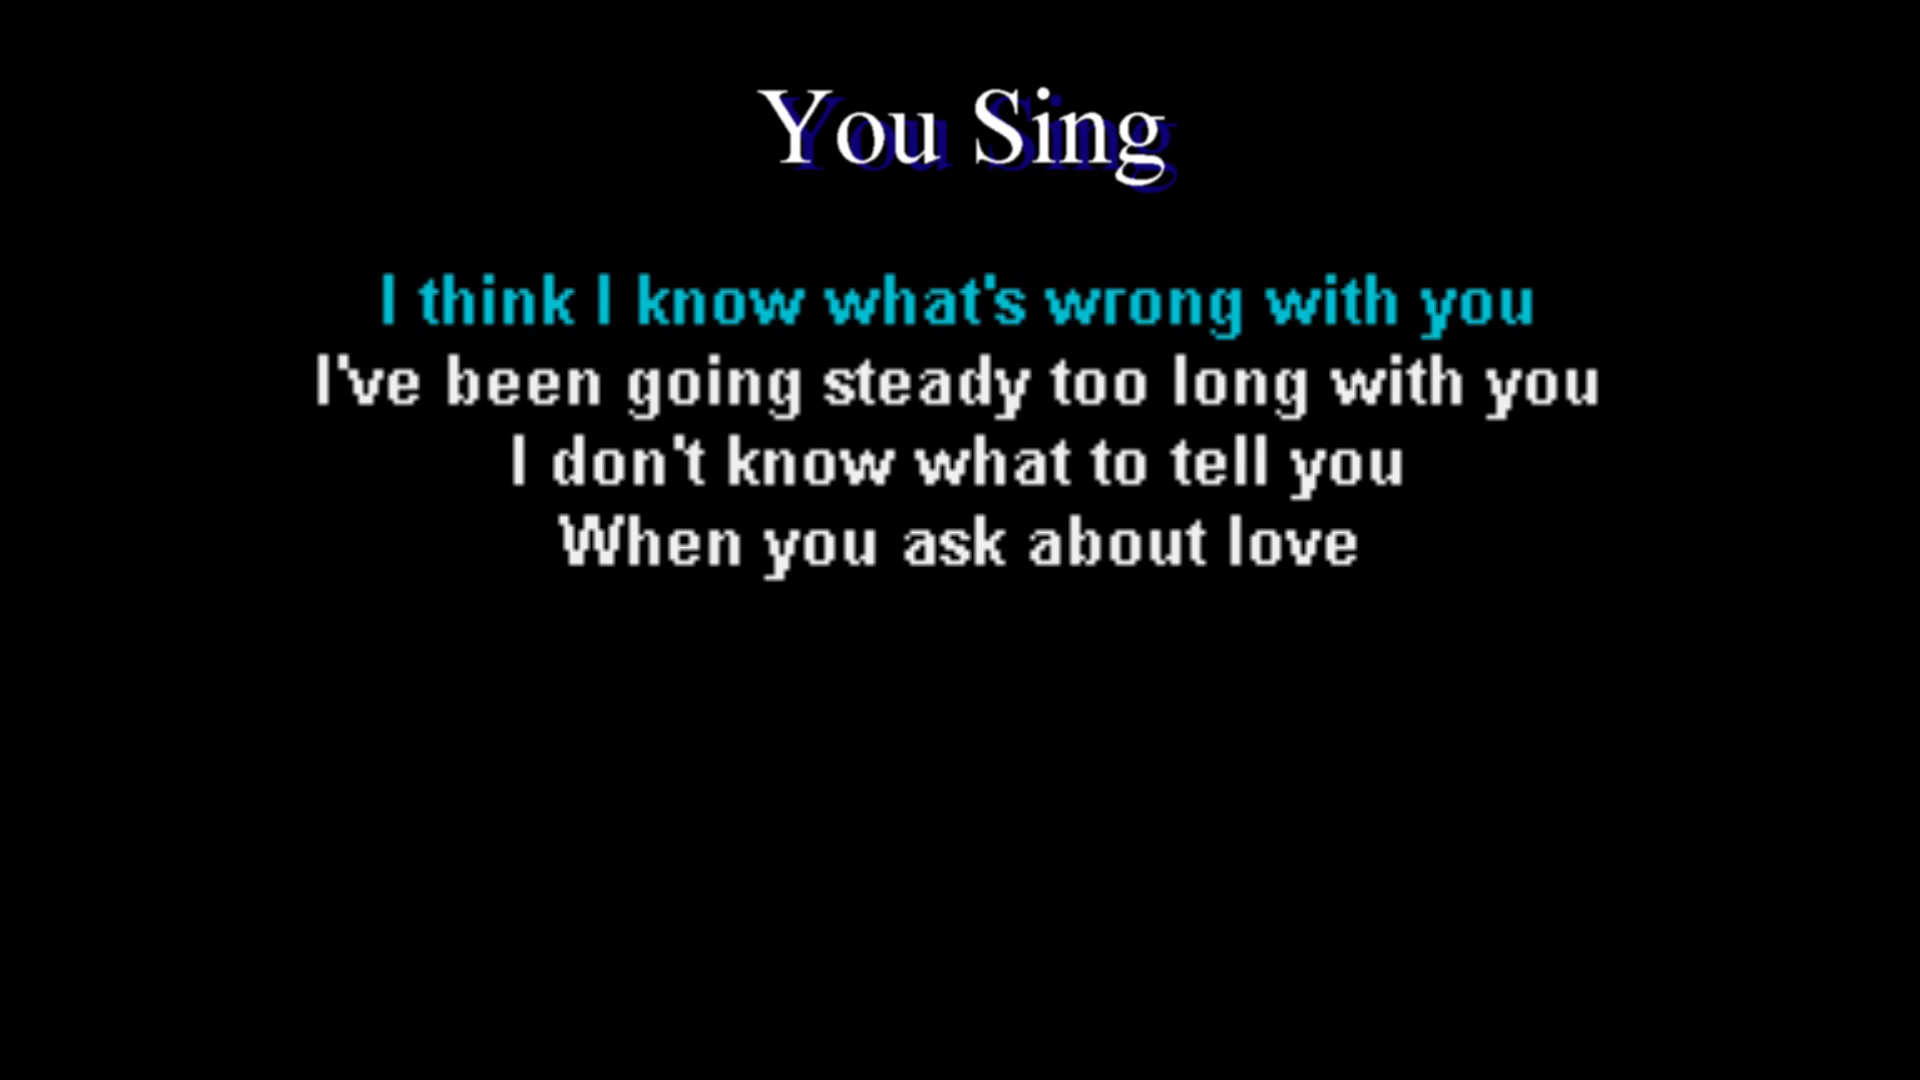 You Sing
I think I know what's wrong with you
I've been going steady too long with you
I don't know what to tell you
When you ask about love